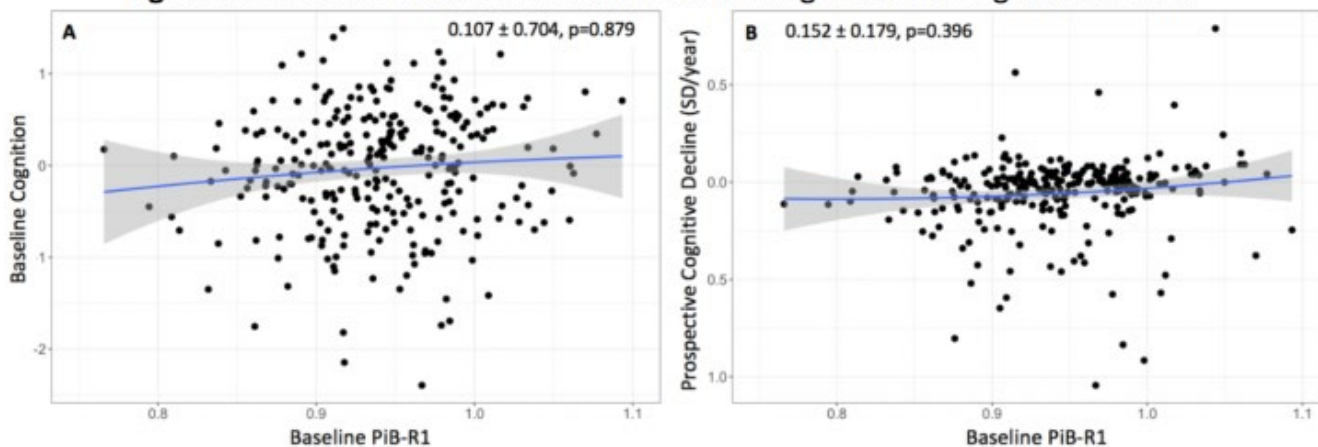 A
0.107 ± 0.704, p=0.879
1
0
1
-2
Baseline Cognition
0.8
0.9
1.0
1.1
Baseline PiB-R1
B
0.152 ± 0.179, p=0.396
0.5
0.0
0.5
1.0
Prospective Cognitive Decline (SD/year)
0.8
0.9
1.0
1.1
Baseline PiB-R1